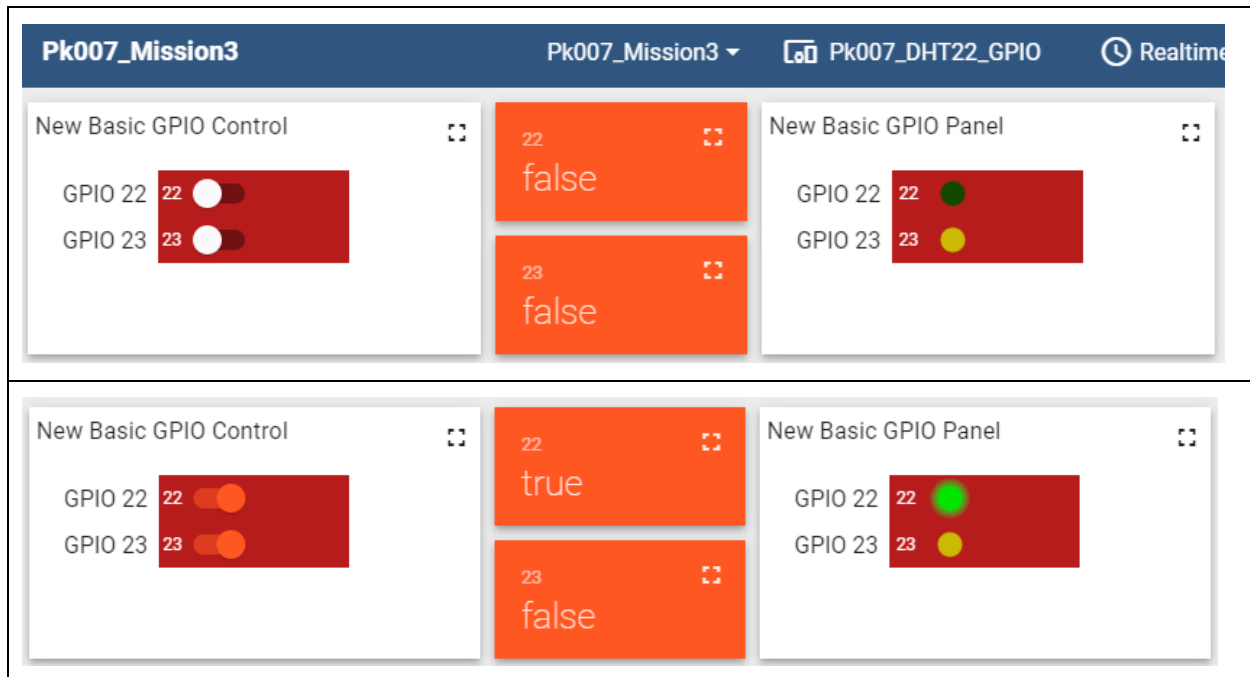 Pk007_Mission3 Pk007_Mission3 Pk007_DHT22_GPIO Realtime
New Basic GPIO Control
GPIO 22 22
GPIO 23 23
22
false
23
false
New Basic GPIO Panel
GPIO 22 22
GPIO 23 23
New Basic GPIO Control
GPIO 22 22
GPIO 23 23
22
true
23
false
New Basic GPIO Panel
GPIO 22 22
GPIO 23 23